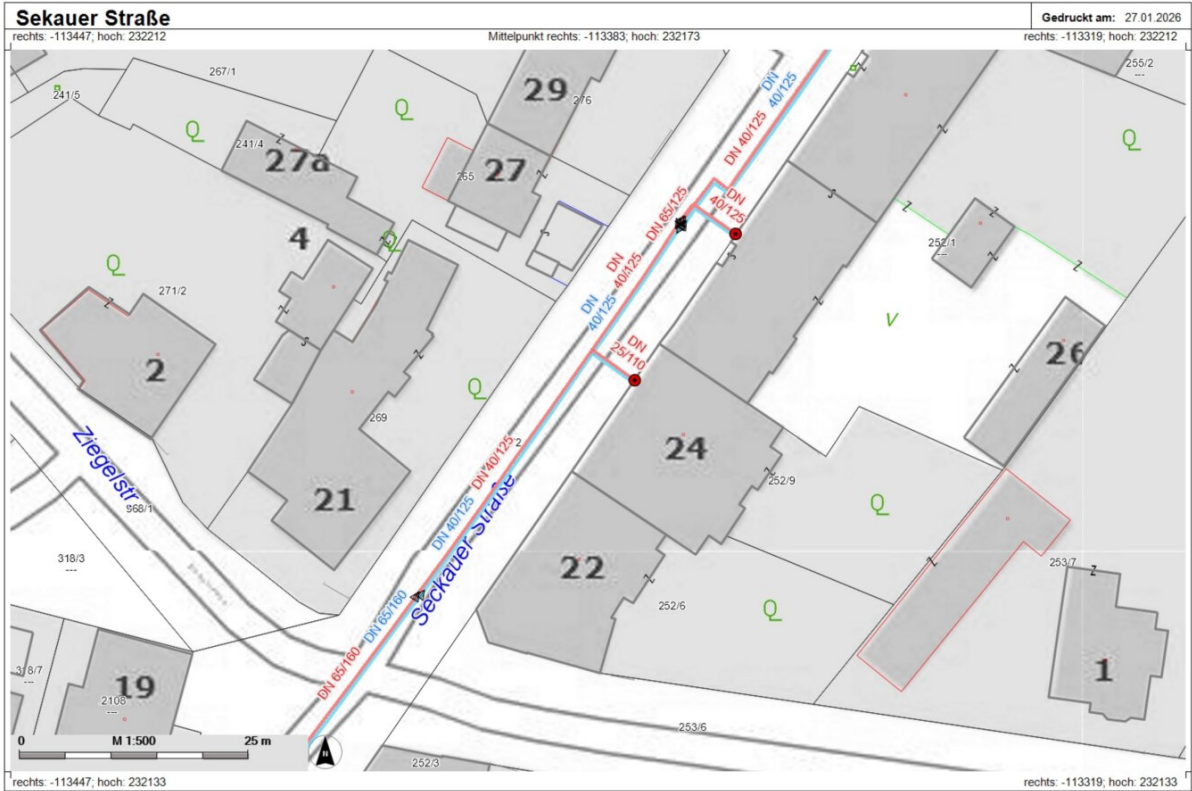 Sekauer Straße
Gedruckt am: 27.01.2026
rechts: -113447; hoch: 232212
Mittelpunkt rechts: -113383; hoch: 232173
rechts: -113319; hoch: 232212
267/1
241/5
29
276
DN
40/125
255/2
---
Q
Q
Q
241/4
27a
265
27
DN 40/125
DN 65/125
DN
40/125
4
Q
252/1
---
Q
271/2
DN
40/125
DN
40/125
V
DN
25/110
2
26
Q
269
DN 40/125
24
252/9
---
Ziegelstr
21
DN 40/125
Seckauer Straße
Q
968/1
318/3
---
22
253/7
---
DN 65/160
252/6
---
Q
DN 65/160
1
19
2108
---
253/6
0
M 1:500
25 m
N
252/3
rechts: -113447; hoch: 232133
rechts: -113319; hoch: 232133